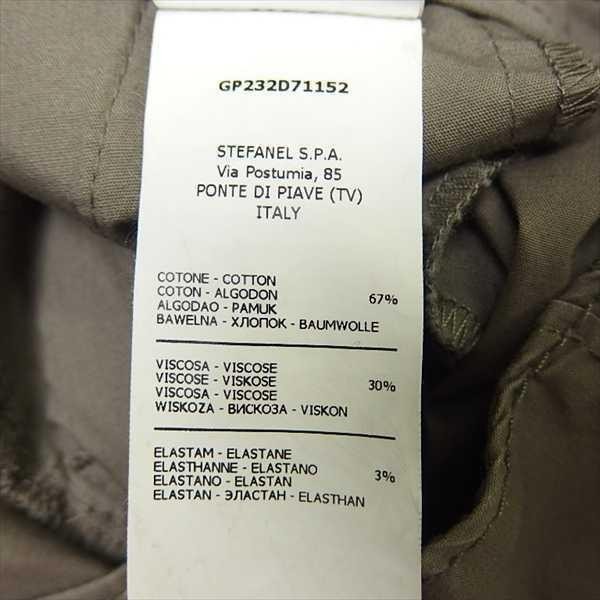 GP232D71152
STEFANEL S.P.A.
Via Postumia, 85
PONTE DI PIAVE (TV)
ITALY
COTONE - COTTON
COTON - ALGODON
ALGODAO - PAMUK
BAWELNA - ХЛОПОК - BAUMWOLLE
67%
VISCOSA - VISCOSE
VISCOSE - VISKOSE
VISCOSA - VISCOSE
WISKOZA - ВИСКОЗА - VISKON
30%
ELASTAM - ELASTANE
ELASTHANNE - ELASTANO
ELASTANO - ELASTAN
ELASTAN - ЭЛАСТАН - ELASTHAN
3%